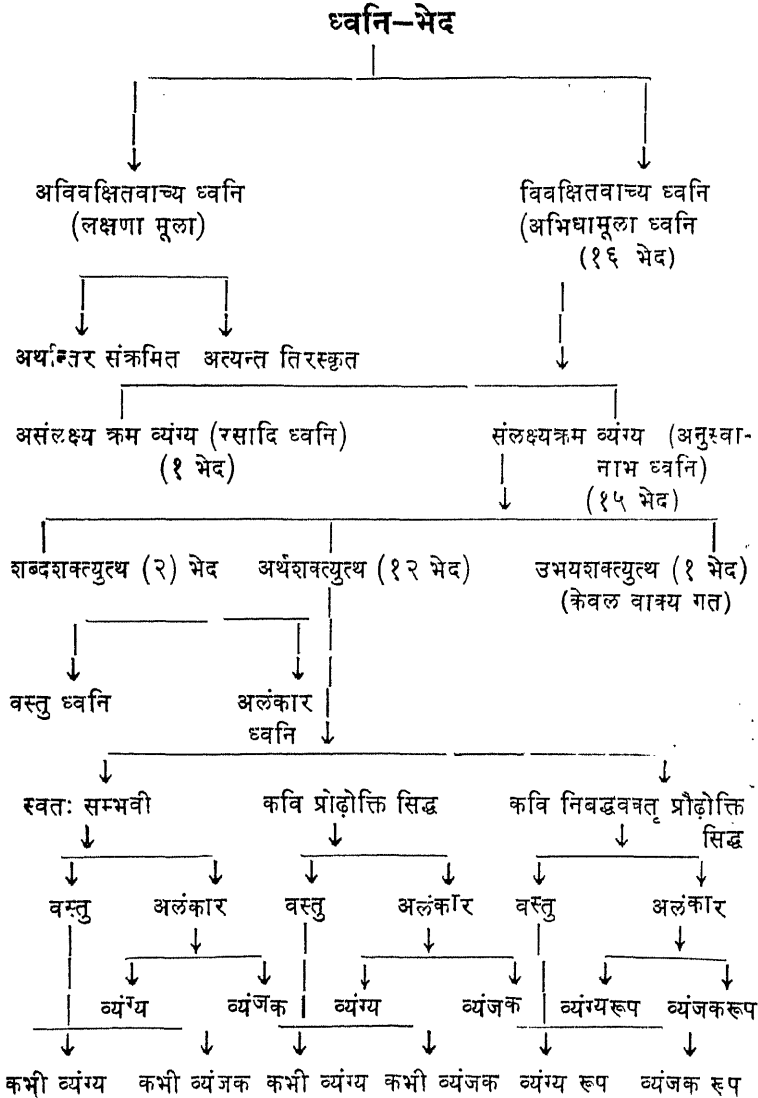 ध्वनि-भेद
अविवक्षितवाच्य ध्वनि विवक्षितवाच्य ध्वनि
(लक्षणा मूला) (अभिधामूला ध्वनि
(१६ भेद)
अर्थान्तर संक्रमित अत्यन्त तिरस्कृत
असंलक्ष्य क्रम व्यंग्य (रसादि ध्वनि) संलक्ष्यक्रम व्यंग्य (अनुस्वा-
(१ भेद) नाभ ध्वनि)
(१५ भेद)
शब्दशक्त्युत्थ (२) भेद अर्थशक्त्युत्थ (१२ भेद) उभयशक्त्युत्थ (१ भेद)
(केवल वाक्य गत)
वस्तु ध्वनि अलंकार
ध्वनि
स्वतः सम्भवी कवि प्रोढ़ोक्ति सिद्ध कवि निबद्धवक्तृ प्रौढ़ोक्ति
सिद्ध
वस्तु अलंकार वस्तु अलंकार वस्तु अलंकार
व्यंग्य व्यंजक व्यंग्य व्यंजक व्यंग्यरूप व्यंजकरूप
कभी व्यंग्य कभी व्यंजक कभी व्यंग्य कभी व्यंजक व्यंग्य रूप व्यंजक रूप